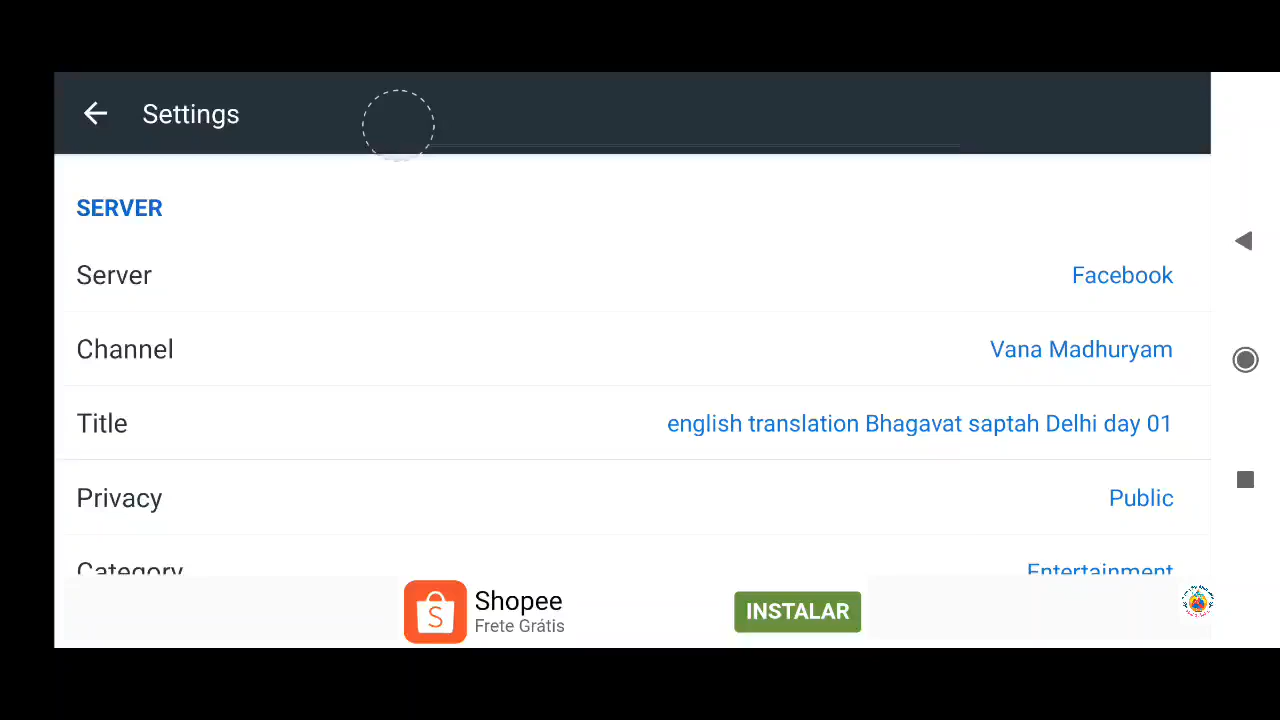 Settings
SERVER
Server Facebook
Channel Vana Madhuryam
Title english translation Bhagavat saptah Delhi day 01
Privacy Public
Category Entertainment
Shopee
Frete Grátis
INSTALAR